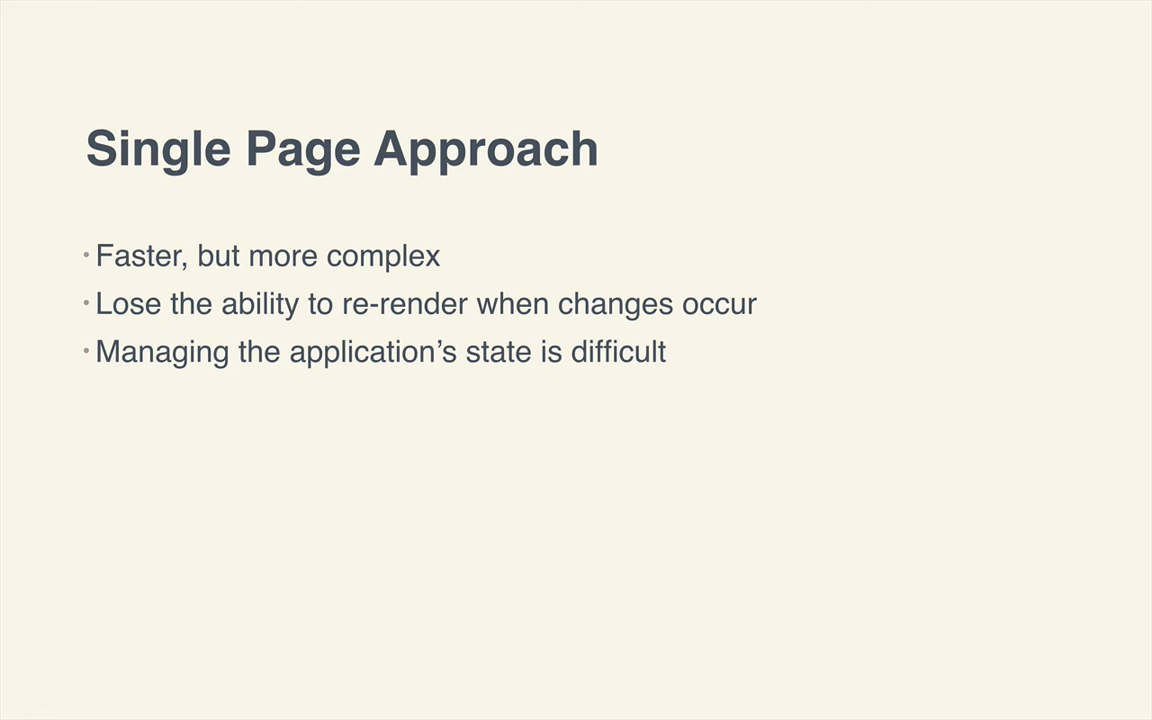 Single Page Approach
• Faster, but more complex
• Lose the ability to re-render when changes occur
• Managing the application’s state is difficult